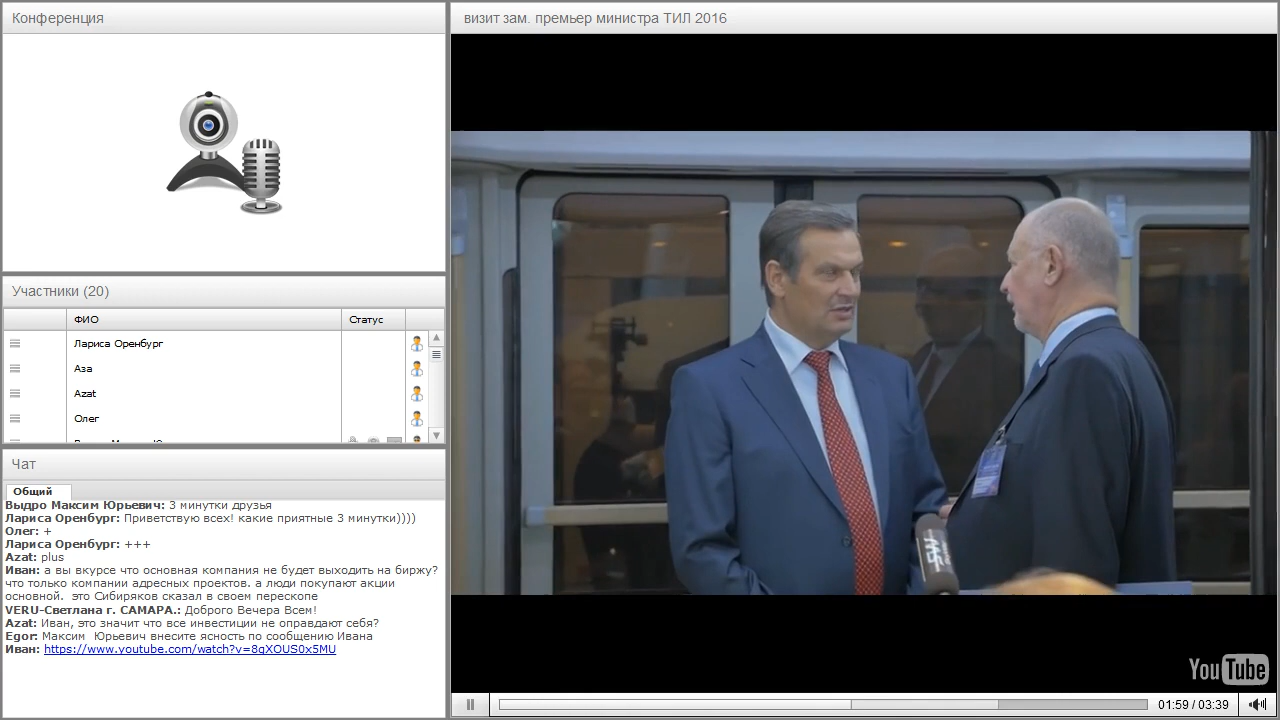 Конференция
Участники (20)
ФИО
Статус
Лариса Оренбург
Аза
Azat
Олег
Чат
Общий
Выдро Максим Юрьевич: 3 минутки друзья
Лариса Оренбург: Приветствую всех! какие приятные 3 минутки))))
Олег: +
Лариса Оренбург: +++
Azat: plus
Иван: а вы вкурсе что основная компания не будет выходить на биржу?
что только компании адресных проектов. а люди покупают акции
основной. это Сибиряков сказал в своем перескопе
VERU-Светлана г. САМАРА.: Доброго Вечера Всем!
Azat: Иван, это значит что все инвестиции не оправдают себя?
Egor: Максим Юрьевич внесите ясность по сообщению Ивана
Иван: https://www.youtube.com/watch?v=8gXOUS0x5MU
визит зам. премьер министра ТИЛ 2016
SW
YouTube
01:59 / 03:39